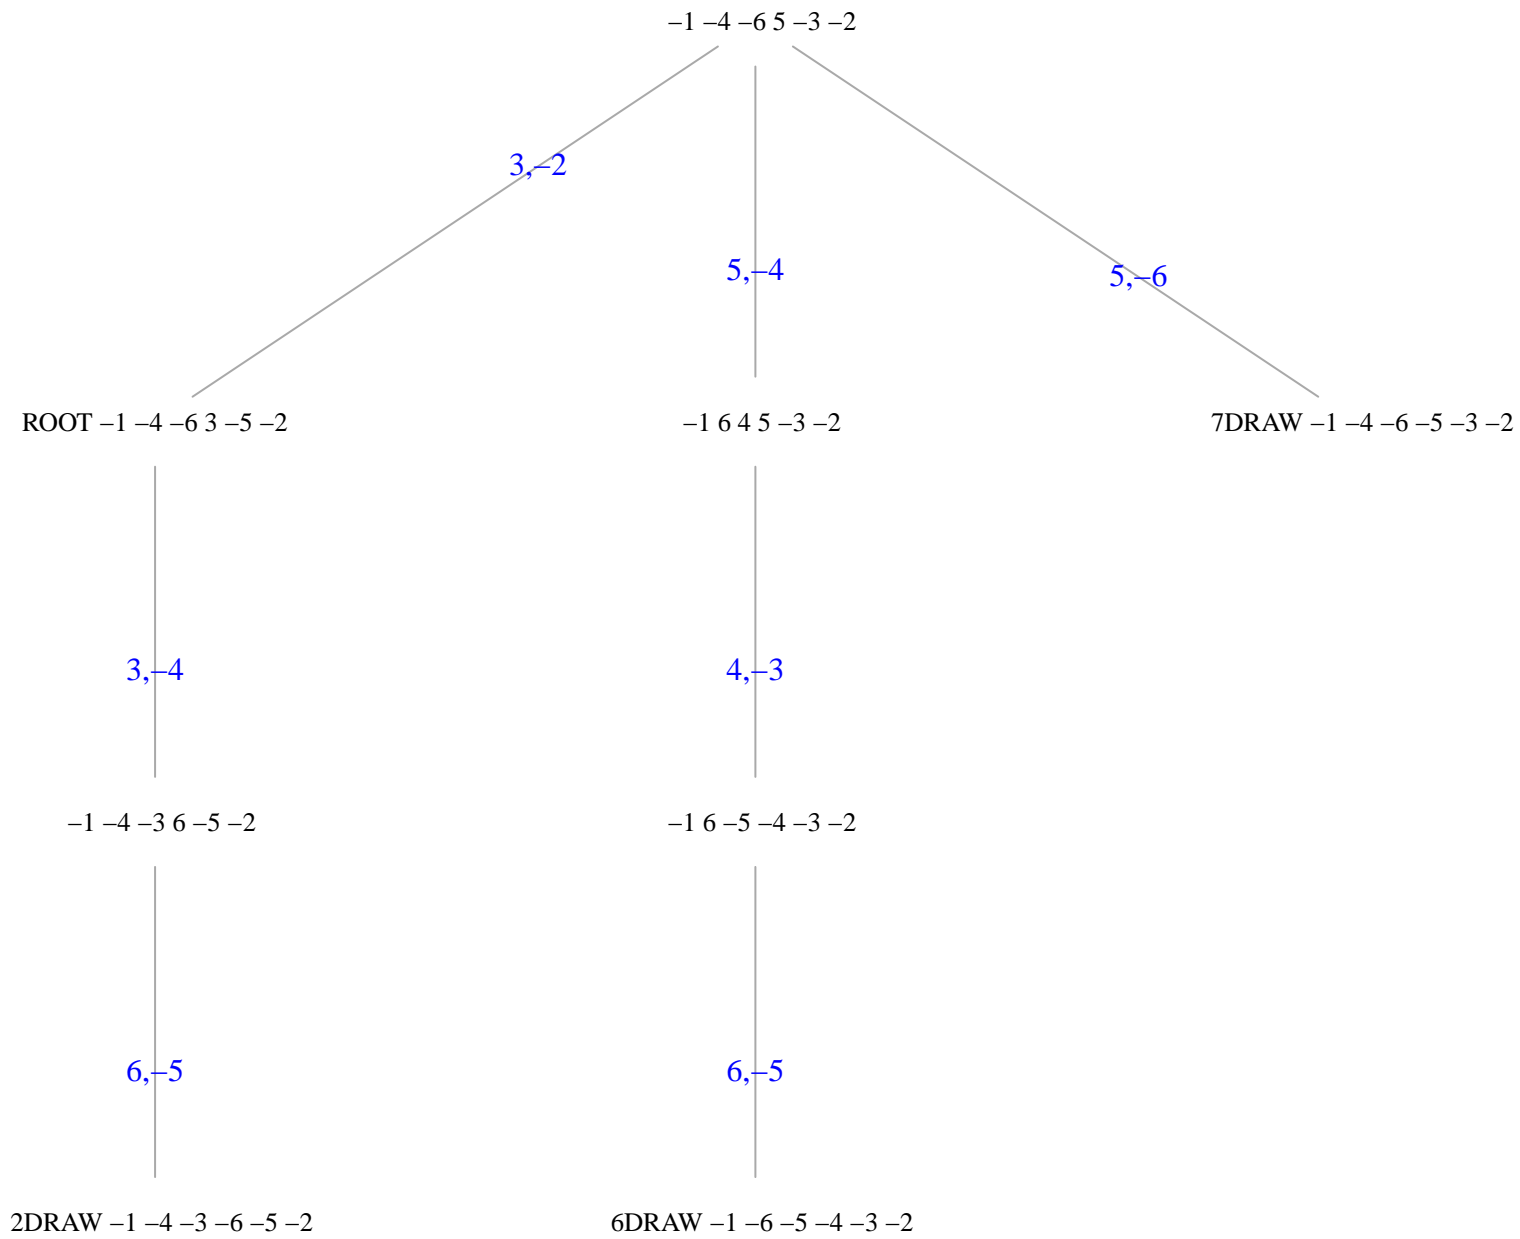 –1 –4 –6 5 –3 –2
3,–2
5,–4
5,–6
ROOT –1 –4 –6 3 –5 –2
–1 6 4 5 –3 –2
7DRAW –1 –4 –6 –5 –3 –2
3,–4
4,–3
–1 –4 –3 6 –5 –2
–1 6 –5 –4 –3 –2
6,–5
6,–5
2DRAW –1 –4 –3 –6 –5 –2
6DRAW –1 –6 –5 –4 –3 –2